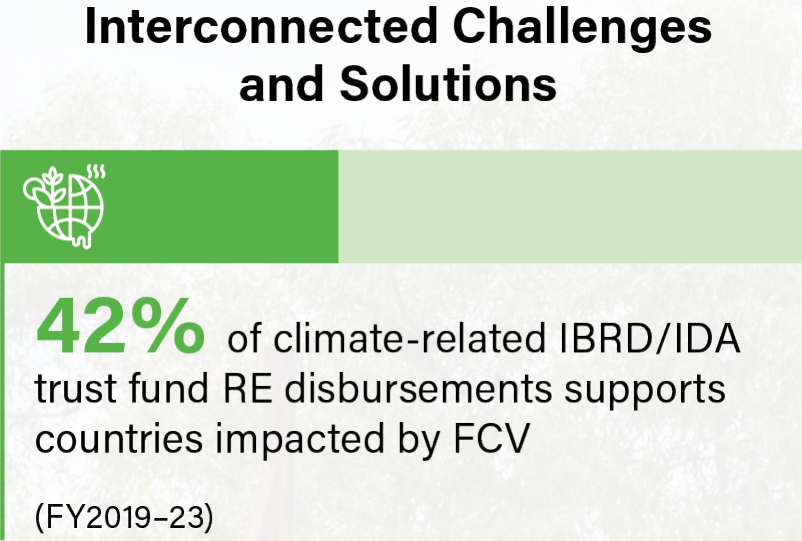 Interconnected Challenges
and Solutions
42% of climate-related IBRD/IDA
trust fund RE disbursements supports
countries impacted by FCV
(FY2019–23)